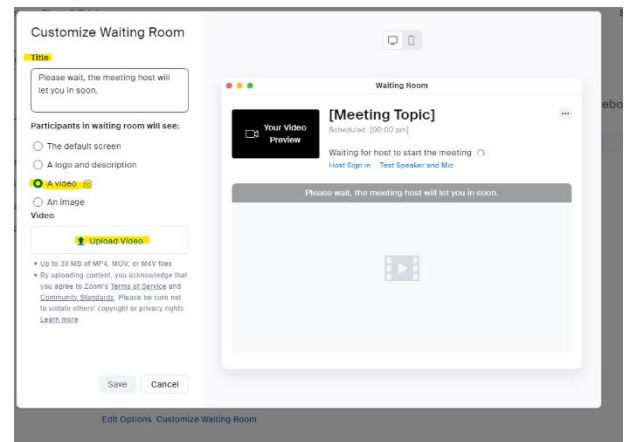 Customize Waiting Room
Title
Please wait, the meeting host will
let you in soon.
Participants in waiting room will see:
The default screen
A logo and description
A video
An image
Video
Upload Video
Up to 30 MB of MP4, MOV, or M4V files
By uploading content, you acknowledge that
you agree to Zoom's Terms of Service and
Community Standards. Please be sure not
to violate others' copyright or privacy rights.
Learn more
Save Cancel
Waiting Room
Your Video
Preview
[Meeting Topic]
Scheduled: [00:00 pm]
Waiting for host to start the meeting
Host Sign in Test Speaker and Mic
Please wait, the meeting host will let you in soon.
Edit Options Customize Waiting Room